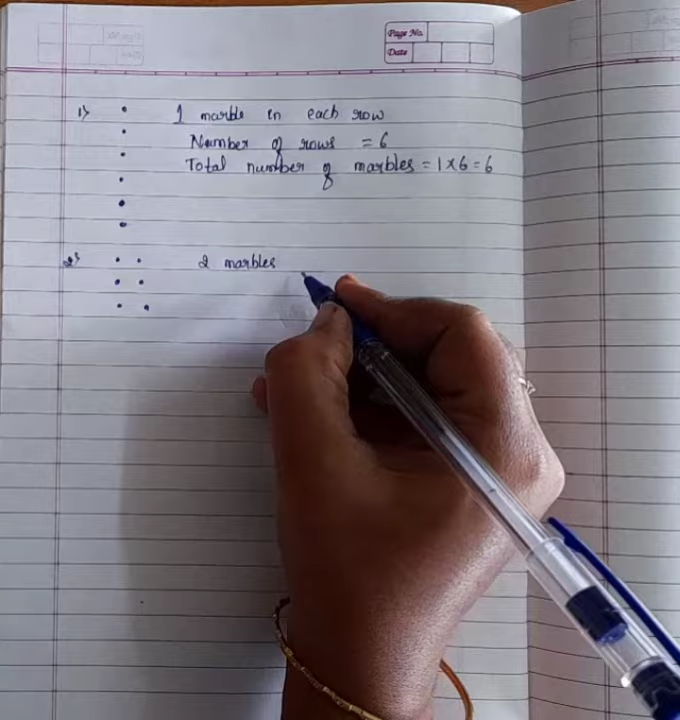 Page No.
Date
1) 1 marble in each row
Number of rows = 6
Total number of marbles = 1 × 6 = 6
2) 2 marbles